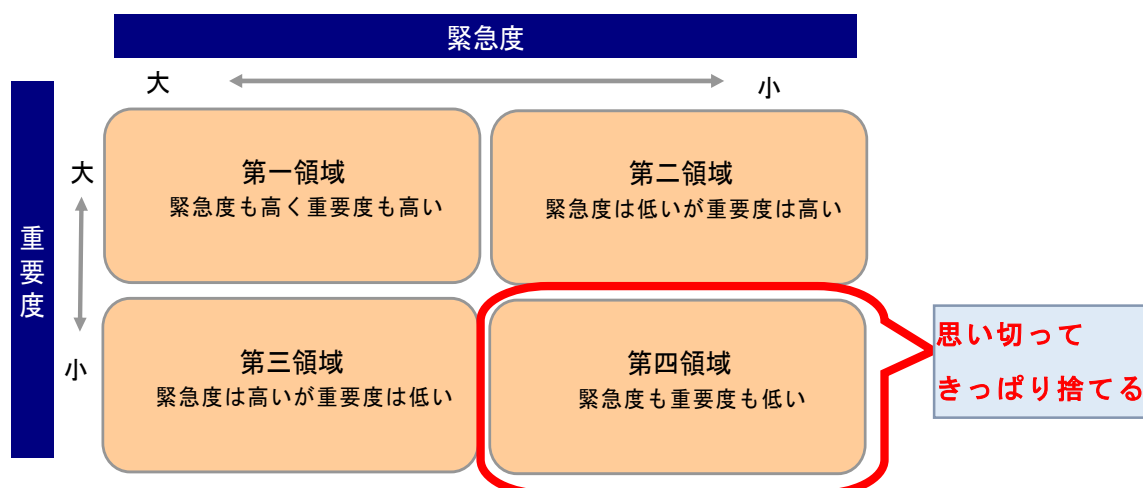 緊急度
大
小
重要度
大
小
第一領域
緊急度も高く重要度も高い
第二領域
緊急度は低いが重要度は高い
第三領域
緊急度は高いが重要度は低い
第四領域
緊急度も重要度も低い
思い切って
きっぱり捨てる